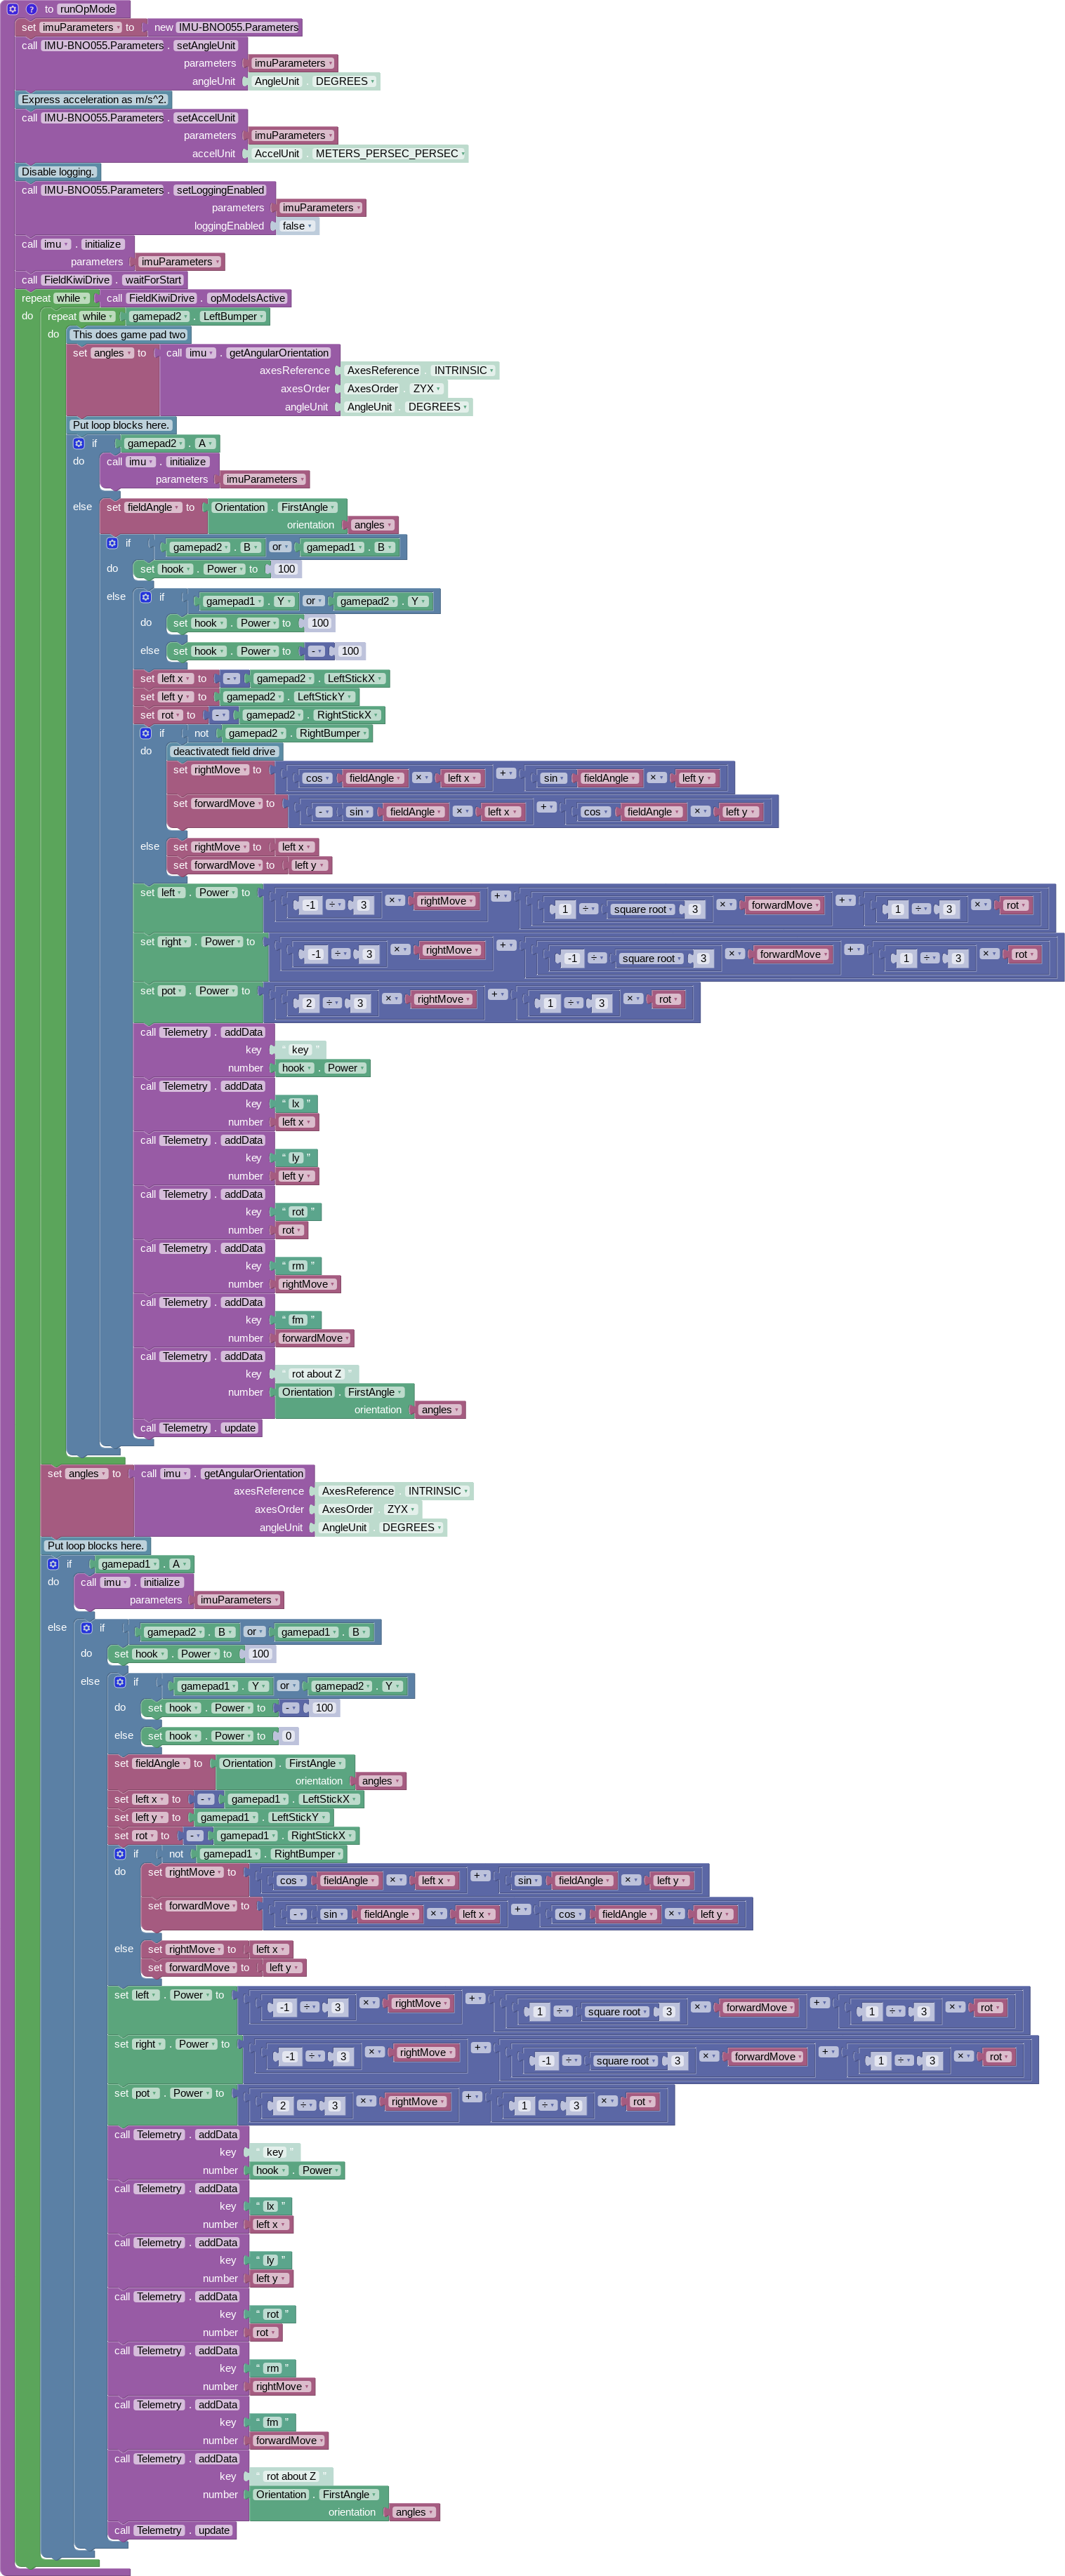 to runOpMode
set imuParameters to new IMU-BNO055.Parameters
call IMU-BNO055.Parameters . setAngleUnit
parameters imuParameters
angleUnit AngleUnit . DEGREES
Express acceleration as m/s^2.
call IMU-BNO055.Parameters . setAccelUnit
parameters imuParameters
accelUnit AccelUnit . METERS_PERSEC_PERSEC
Disable logging.
call IMU-BNO055.Parameters . setLoggingEnabled
parameters imuParameters
loggingEnabled false
call imu . initialize
parameters imuParameters
call FieldKiwiDrive . waitForStart
repeat while call FieldKiwiDrive . opModeIsActive
do repeat while gamepad2 . LeftBumper
do This does game pad two
set angles to call imu . getAngularOrientation
axesReference AxesReference . INTRINSIC
axesOrder AxesOrder . ZYX
angleUnit AngleUnit . DEGREES
Put loop blocks here.
if gamepad2 . A
do call imu . initialize
parameters imuParameters
else set fieldAngle to Orientation . FirstAngle
orientation angles
if gamepad2 . B or gamepad1 . B
do set hook . Power to 100
else if gamepad1 . Y or gamepad2 . Y
do set hook . Power to 100
else set hook . Power to - 100
set left x to - gamepad2 . LeftStickX
set left y to gamepad2 . LeftStickY
set rot to - gamepad2 . RightStickX
if not gamepad2 . RightBumper
do deactivatedt field drive
set rightMove to cos fieldAngle × left x + sin fieldAngle × left y
set forwardMove to - sin fieldAngle × left x + cos fieldAngle × left y
else set rightMove to left x
set forwardMove to left y
set left . Power to -1 ÷ 3 × rightMove + 1 ÷ square root 3 × forwardMove + 1 ÷ 3 × rot
set right . Power to -1 ÷ 3 × rightMove + -1 ÷ square root 3 × forwardMove + 1 ÷ 3 × rot
set pot . Power to 2 ÷ 3 × rightMove + 1 ÷ 3 × rot
call Telemetry . addData
key “ key ”
number hook . Power
call Telemetry . addData
key “ lx ”
number left x
call Telemetry . addData
key “ ly ”
number left y
call Telemetry . addData
key “ rot ”
number rot
call Telemetry . addData
key “ rm ”
number rightMove
call Telemetry . addData
key “ fm ”
number forwardMove
call Telemetry . addData
key “ rot about Z ”
number Orientation . FirstAngle
orientation angles
call Telemetry . update
set angles to call imu . getAngularOrientation
axesReference AxesReference . INTRINSIC
axesOrder AxesOrder . ZYX
angleUnit AngleUnit . DEGREES
Put loop blocks here.
if gamepad1 . A
do call imu . initialize
parameters imuParameters
else if gamepad2 . B or gamepad1 . B
do set hook . Power to 100
else if gamepad1 . Y or gamepad2 . Y
do set hook . Power to - 100
else set hook . Power to 0
set fieldAngle to Orientation . FirstAngle
orientation angles
set left x to - gamepad1 . LeftStickX
set left y to gamepad1 . LeftStickY
set rot to - gamepad1 . RightStickX
if not gamepad1 . RightBumper
do set rightMove to cos fieldAngle × left x + sin fieldAngle × left y
set forwardMove to - sin fieldAngle × left x + cos fieldAngle × left y
else set rightMove to left x
set forwardMove to left y
set left . Power to -1 ÷ 3 × rightMove + 1 ÷ square root 3 × forwardMove + 1 ÷ 3 × rot
set right . Power to -1 ÷ 3 × rightMove + -1 ÷ square root 3 × forwardMove + 1 ÷ 3 × rot
set pot . Power to 2 ÷ 3 × rightMove + 1 ÷ 3 × rot
call Telemetry . addData
key “ key ”
number hook . Power
call Telemetry . addData
key “ lx ”
number left x
call Telemetry . addData
key “ ly ”
number left y
call Telemetry . addData
key “ rot ”
number rot
call Telemetry . addData
key “ rm ”
number rightMove
call Telemetry . addData
key “ fm ”
number forwardMove
call Telemetry . addData
key “ rot about Z ”
number Orientation . FirstAngle
orientation angles
call Telemetry . update